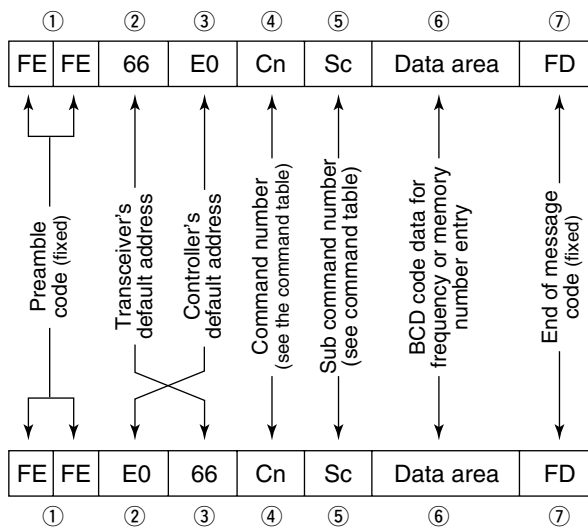 ① ② ③ ④ ⑤ ⑥ ⑦
FE FE 66 E0 Cn Sc Data area FD
Preamble
code (fixed)
Transceiver's
default address
Controller's
default address
Command number
(see the command table)
Sub command number
(see command table)
BCD code data for
frequency or memory
number entry
End of message
code (fixed)
FE FE E0 66 Cn Sc Data area FD
① ② ③ ④ ⑤ ⑥ ⑦